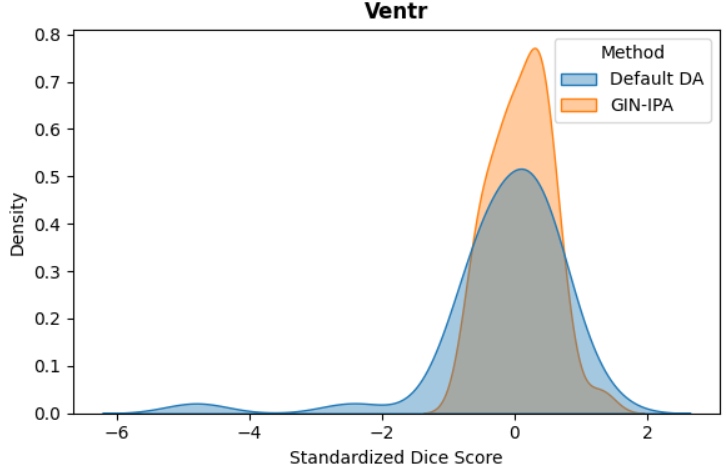 Ventr
0.8
0.7
0.6
0.5
0.4
0.3
0.2
0.1
0.0
Density
Method
Default DA
GIN-IPA
−6
−4
−2
0
2
Standardized Dice Score